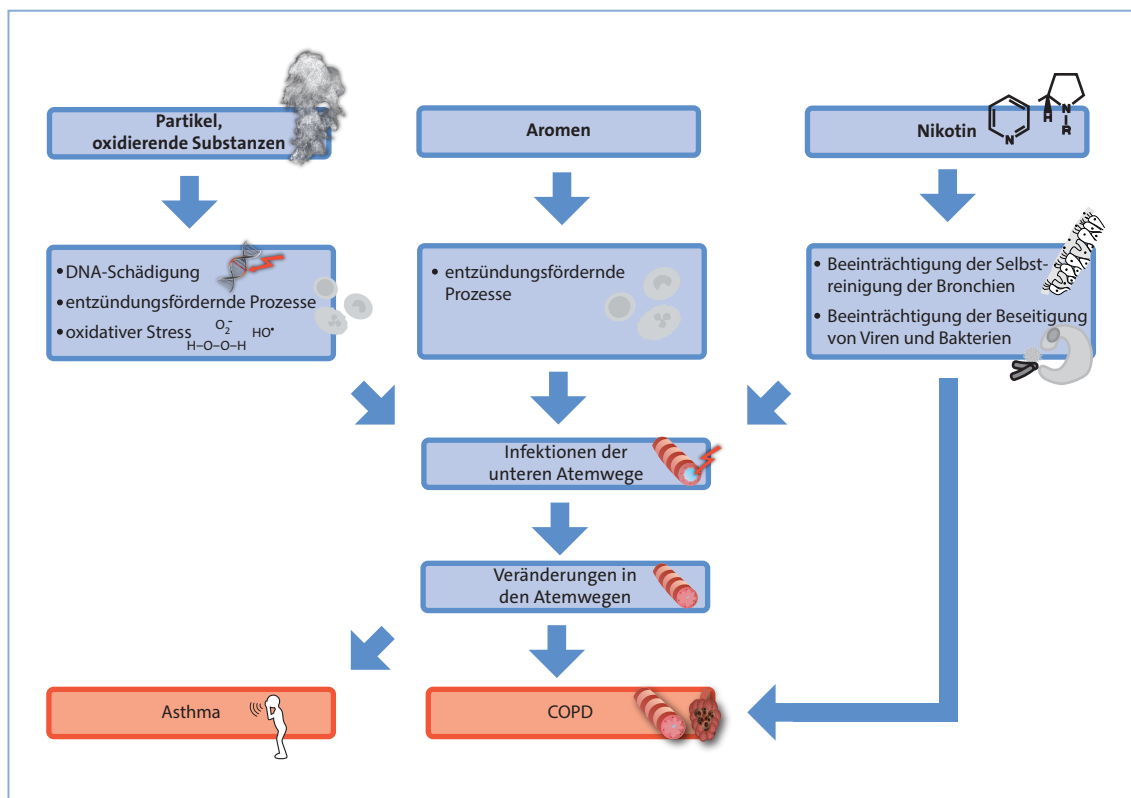 Partikel,
oxidierende Substanzen
Aromen
Nikotin
N
H
N
R
•DNA-Schädigung
•entzündungsfördernde Prozesse
•oxidativer Stress O₂⁻ HO•
H–O–O–H
• entzündungsfördernde
Prozesse
• Beeinträchtigung der Selbst-
reinigung der Bronchien
• Beeinträchtigung der Beseitigung
von Viren und Bakterien
Infektionen der
unteren Atemwege
Veränderungen in
den Atemwegen
Asthma
COPD